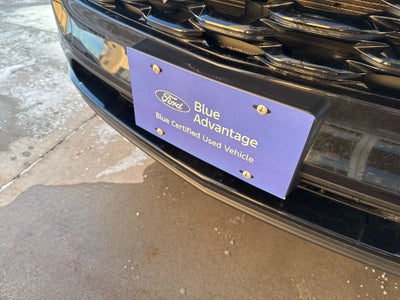 Ford
Blue
Advantage
Blue Certified Used Vehicle